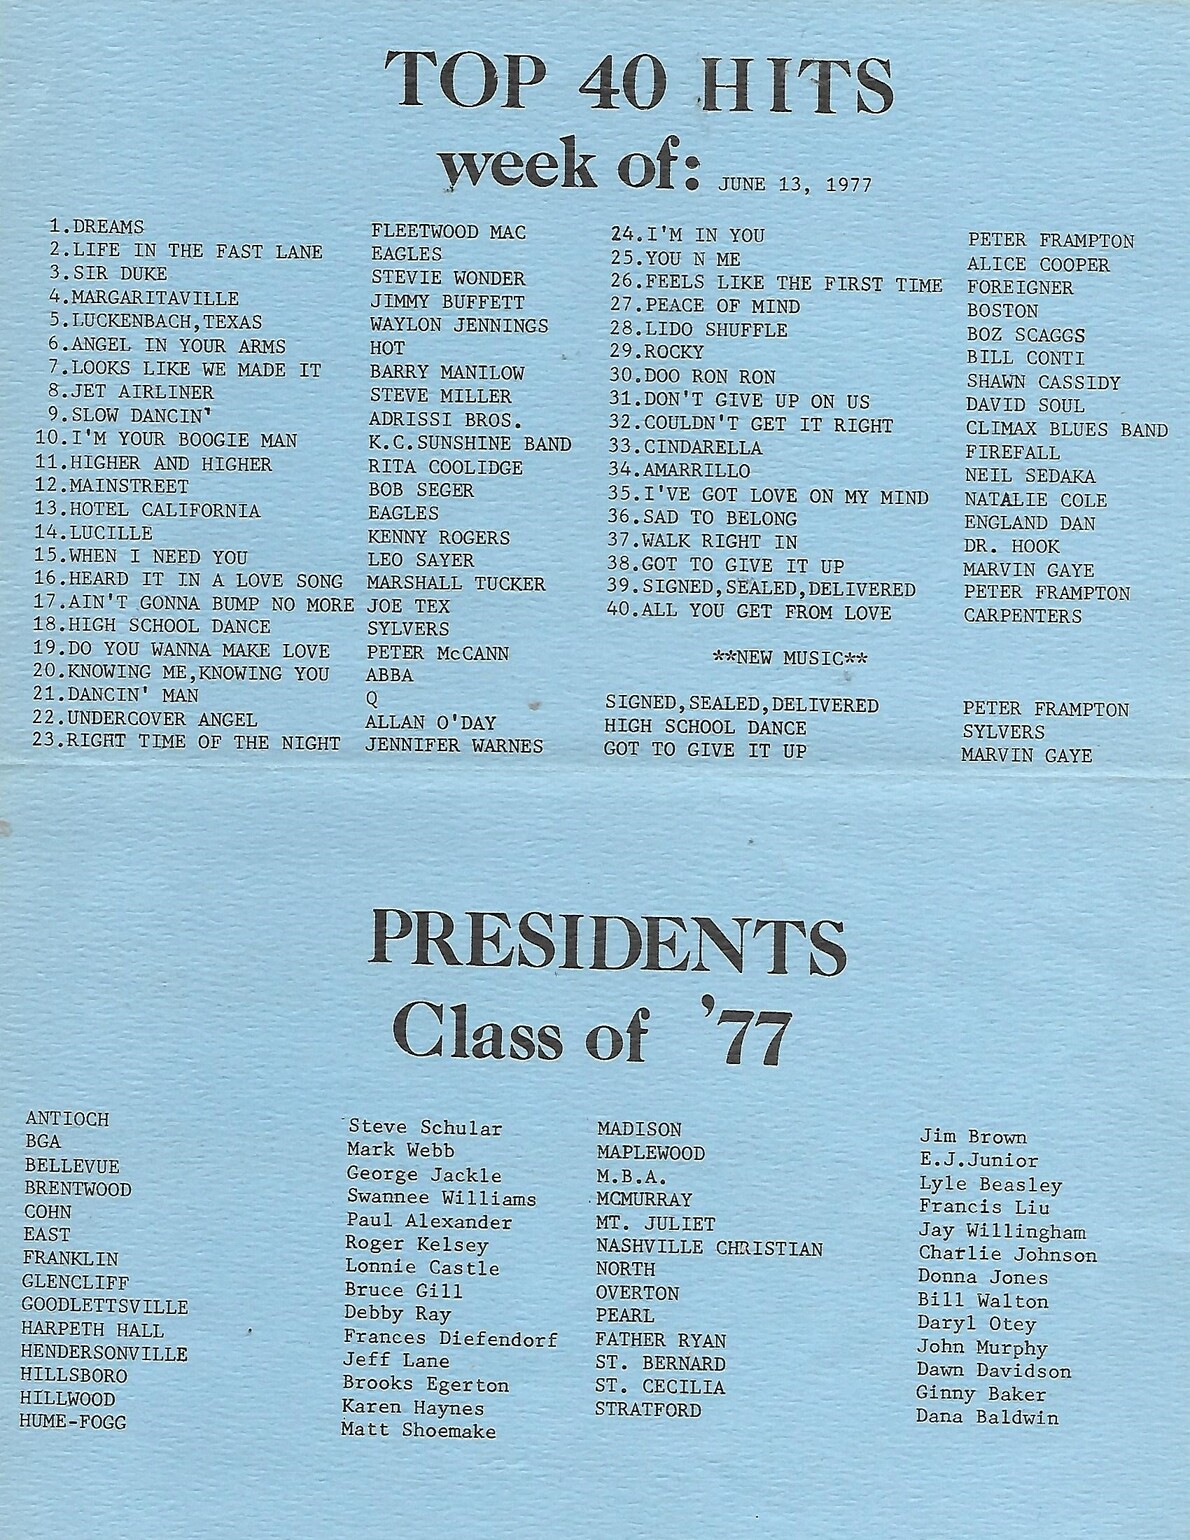 TOP 40 HITS
week of: JUNE 13, 1977
1.DREAMS FLEETWOOD MAC
2.LIFE IN THE FAST LANE EAGLES
3.SIR DUKE STEVIE WONDER
4.MARGARITAVILLE JIMMY BUFFETT
5.LUCKENBACH,TEXAS WAYLON JENNINGS
6.ANGEL IN YOUR ARMS HOT
7.LOOKS LIKE WE MADE IT BARRY MANILOW
8.JET AIRLINER STEVE MILLER
9.SLOW DANCIN' ADRISSI BROS.
10.I'M YOUR BOOGIE MAN K.C.SUNSHINE BAND
11.HIGHER AND HIGHER RITA COOLIDGE
12.MAINSTREET BOB SEGER
13.HOTEL CALIFORNIA EAGLES
14.LUCILLE KENNY ROGERS
15.WHEN I NEED YOU LEO SAYER
16.HEARD IT IN A LOVE SONG MARSHALL TUCKER
17.AIN'T GONNA BUMP NO MORE JOE TEX
18.HIGH SCHOOL DANCE SYLVERS
19.DO YOU WANNA MAKE LOVE PETER McCANN
20.KNOWING ME,KNOWING YOU ABBA
21.DANCIN' MAN Q
22.UNDERCOVER ANGEL ALLAN O'DAY
23.RIGHT TIME OF THE NIGHT JENNIFER WARNES
24.I'M IN YOU PETER FRAMPTON
25.YOU N ME ALICE COOPER
26.FEELS LIKE THE FIRST TIME FOREIGNER
27.PEACE OF MIND BOSTON
28.LIDO SHUFFLE BOZ SCAGGS
29.ROCKY BILL CONTI
30.DOO RON RON SHAWN CASSIDY
31.DON'T GIVE UP ON US DAVID SOUL
32.COULDN'T GET IT RIGHT CLIMAX BLUES BAND
33.CINDARELLA FIREFALL
34.AMARRILLO NEIL SEDAKA
35.I'VE GOT LOVE ON MY MIND NATALIE COLE
36.SAD TO BELONG ENGLAND DAN
37.WALK RIGHT IN DR. HOOK
38.GOT TO GIVE IT UP MARVIN GAYE
39.SIGNED,SEALED,DELIVERED PETER FRAMPTON
40.ALL YOU GET FROM LOVE CARPENTERS
**NEW MUSIC**
SIGNED,SEALED,DELIVERED PETER FRAMPTON
HIGH SCHOOL DANCE SYLVERS
GOT TO GIVE IT UP MARVIN GAYE
PRESIDENTS
Class of '77
ANTIOCH Steve Schular
BGA Mark Webb
BELLEVUE George Jackle
BRENTWOOD Swannee Williams
COHN Paul Alexander
EAST Roger Kelsey
FRANKLIN Lonnie Castle
GLENCLIFF Bruce Gill
GOODLETTSVILLE Debby Ray
HARPETH HALL Frances Diefendorf
HENDERSONVILLE Jeff Lane
HILLSBORO Brooks Egerton
HILLWOOD Karen Haynes
HUME-FOGG Matt Shoemake
MADISON Jim Brown
MAPLEWOOD E.J.Junior
M.B.A. Lyle Beasley
MCMURRAY Francis Liu
MT. JULIET Jay Willingham
NASHVILLE CHRISTIAN Charlie Johnson
NORTH Donna Jones
OVERTON Bill Walton
PEARL Daryl Otey
FATHER RYAN John Murphy
ST. BERNARD Dawn Davidson
ST. CECILIA Ginny Baker
STRATFORD Dana Baldwin